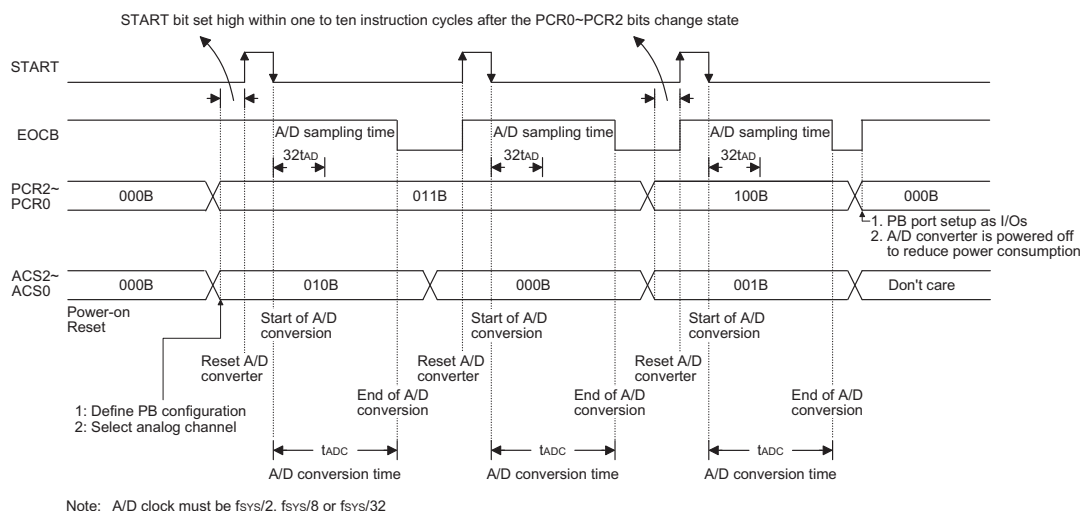 START bit set high within one to ten instruction cycles after the PCR0~PCR2 bits change state
START
EOCB
A/D sampling time A/D sampling time A/D sampling time
32tAD 32tAD 32tAD
PCR2~
PCR0
000B 011B 100B 000B
1. PB port setup as I/Os
2. A/D converter is powered off
to reduce power consumption
ACS2~
ACS0
000B 010B 000B 001B Don't care
Power-on
Reset
Start of A/D
conversion
Start of A/D
conversion
Start of A/D
conversion
Reset A/D
converter
Reset A/D
converter
Reset A/D
converter
End of A/D
conversion
End of A/D
conversion
End of A/D
conversion
1: Define PB configuration
2: Select analog channel
tADC tADC tADC
A/D conversion time A/D conversion time A/D conversion time
Note: A/D clock must be fSYS/2, fSYS/8 or fSYS/32